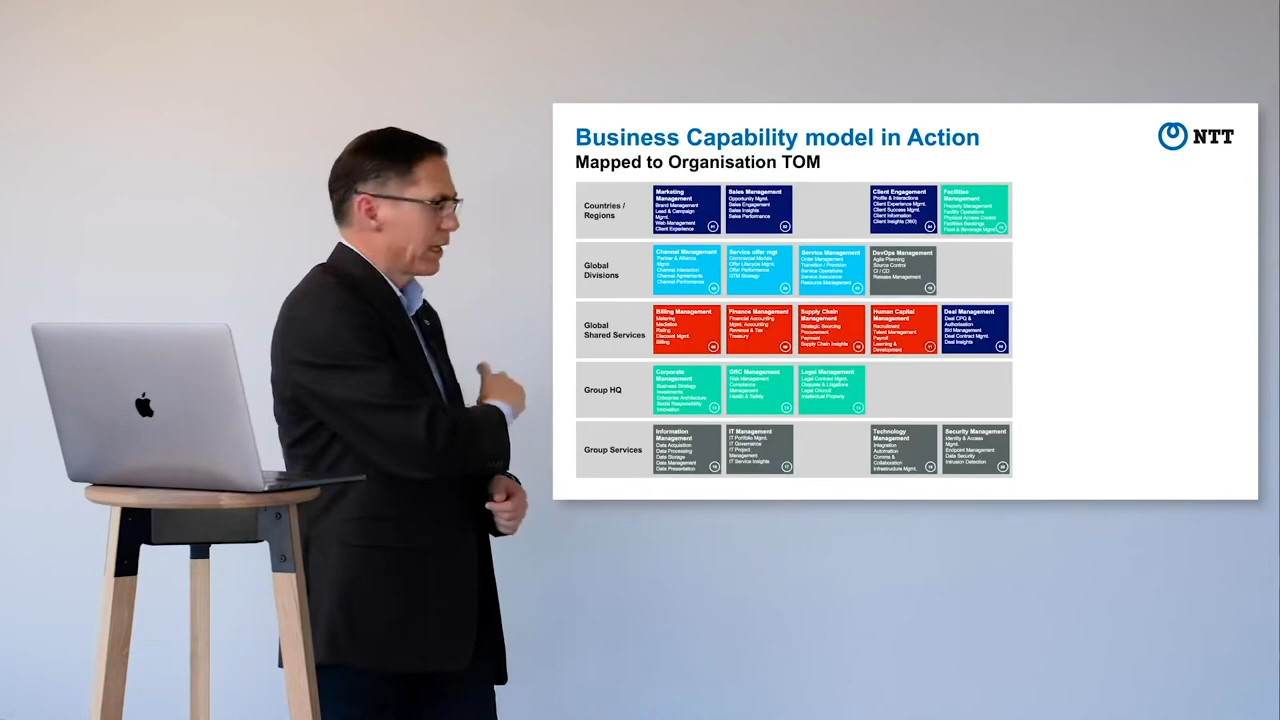 Business Capability model in Action
Mapped to Organisation TOM
NTT
Countries /
Regions
Marketing
Management
Brand Management
Lead & Campaign
Mgmt.
Web Management
Client Experience
01
Sales Management
Opportunity Mgmt.
Sales Engagement
Sales Insights
Sales Performance
02
Client Engagement
Profile & Interactions
Client Experience Mgmt.
Client Success Mgmt.
Client Information
Client Insights (360)
04
Facilities
Management
Property Management
Facility Operations
Physical Access Control
Facilities Bookings
Food & Beverage Mgmt.
Global
Divisions
Channel Management
Partner & Alliance
Mgmt
Channel Interaction
Channel Agreements
Channel Performance
Service offer mgt
Commercial Models
Offer Lifecycle Mgmt.
Offer Performance
GTM Strategy
Service Management
Order Management
Transition / Provision
Service Operations
Service Assurance
Resource Management
DevOps Management
Agile Planning
Source Control
CI / CD
Release Management
Global
Shared Services
Billing Management
Metering
Mediation
Rating
Discount Mgmt.
Billing
Finance Management
Financial Accounting
Mgmt. Accounting
Revenue & Tax
Treasury
Supply Chain
Management
Strategic Sourcing
Procurement
Payment
Supply Chain Insights
Human Capital
Management
Recruitment
Talent Management
Payroll
Learning &
Development
Deal Management
Deal CPQ &
Authorisation
Bid Management
Deal Contract Mgmt.
Deal Insights
Group HQ
Corporate
Management
Business Strategy
Investments
Enterprise Architecture
Social Responsibility
Innovation
GRC Management
Risk Management
Compliance
Management
Health & Safety
13
Legal Management
Legal Contract Mgmt.
Disputes & Litigations
Legal Council
Intellectual Property
14
Group Services
Information
Management
Data Acquisition
Data Processing
Data Storage
Data Management
Data Presentation
IT Management
IT Portfolio Mgmt.
IT Governance
IT Project
Management
IT Service Insights
17
Technology
Management
Integration
Automation
Comms &
Collaboration
Infrastructure Mgmt.
Security Management
Identity & Access
Mgmt.
Endpoint Management
Data Security
Intrusion Detection
20